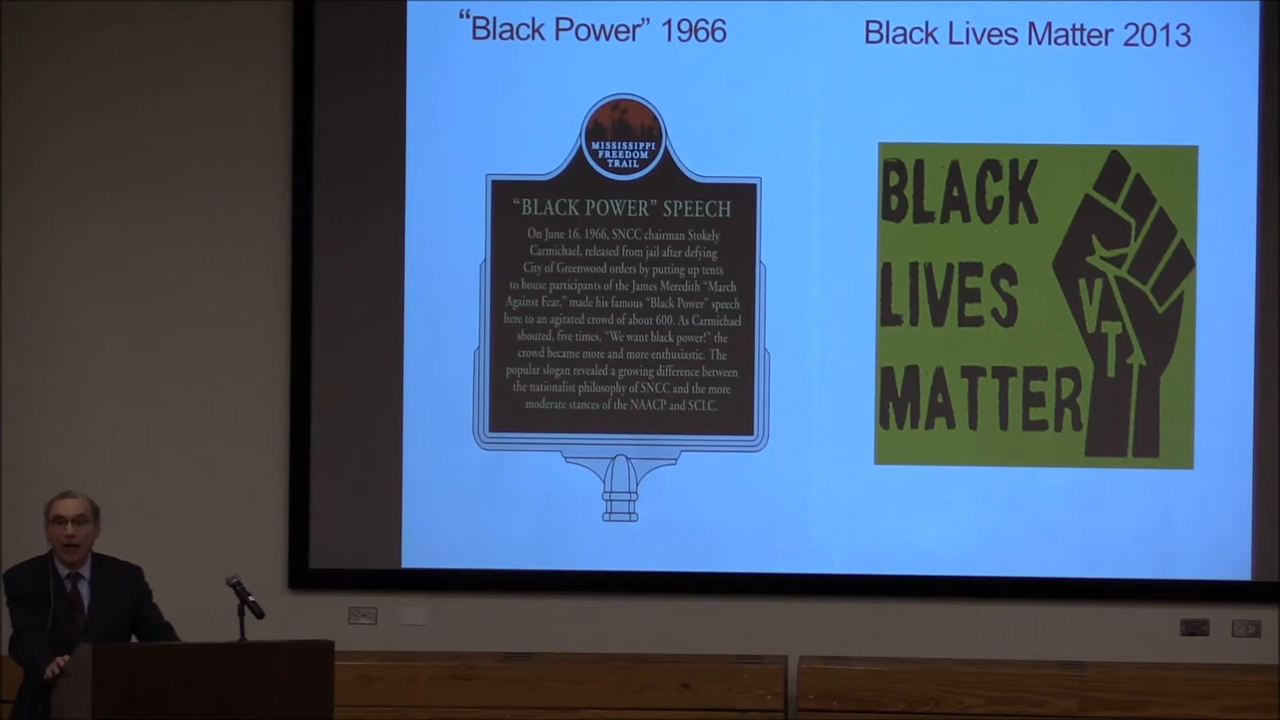 “Black Power” 1966
MISSISSIPPI
FREEDOM
TRAIL
“BLACK POWER” SPEECH
On June 16, 1966, SNCC chairman Stokely
Carmichael, released from jail after defying
City of Greenwood orders by putting up tents
to house participants of the James Meredith “March
Against Fear,” made his famous “Black Power” speech
here to an agitated crowd of about 600. As Carmichael
shouted, five times, “We want black power!” the
crowd became more and more enthusiastic. The
popular slogan revealed a growing difference between
the nationalist philosophy of SNCC and the more
moderate stances of the NAACP and SCLC.
Black Lives Matter 2013
BLACK
LIVES
MATTER
VT